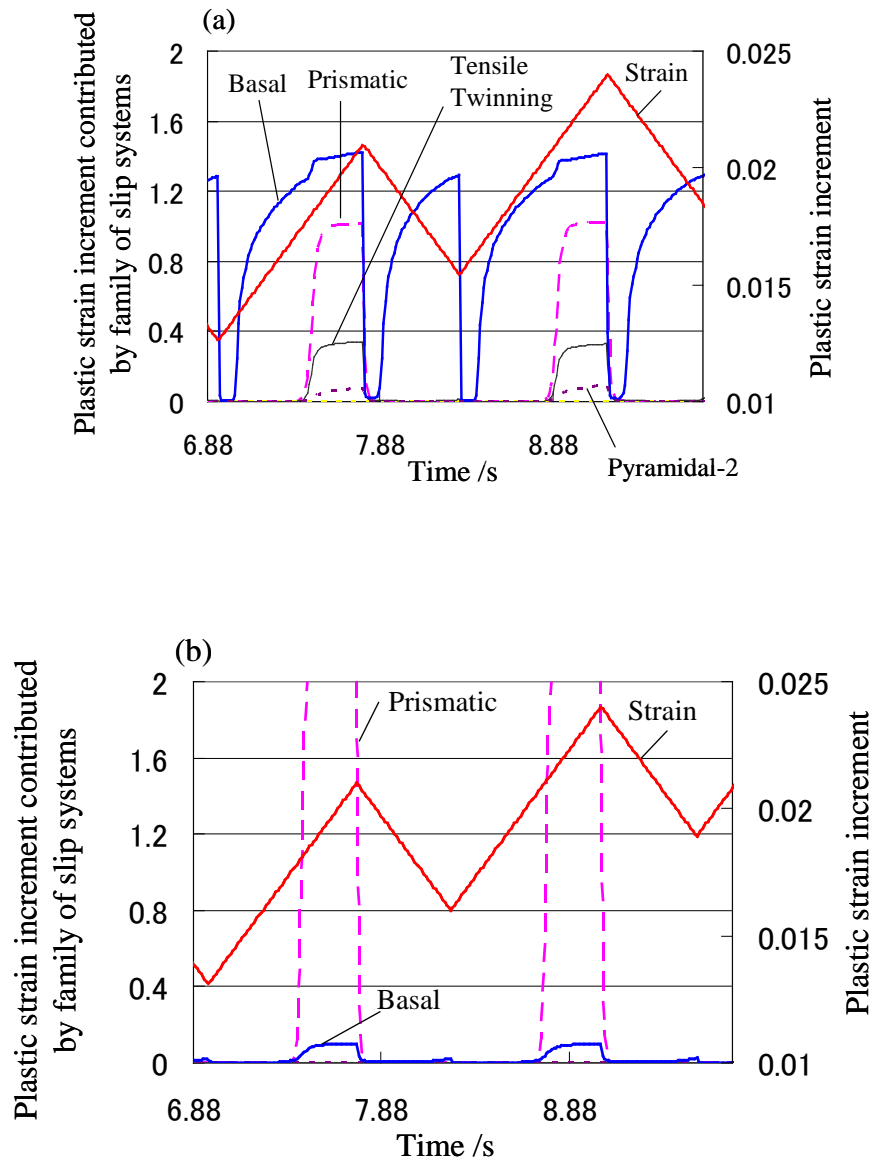 (a)
Plastic strain increment contributed
by family of slip systems
2
1.6
1.2
0.8
0.4
0
Basal
Prismatic
Tensile
Twinning
Strain
0.025
0.02
0.015
0.01
Plastic strain increment
6.88
7.88
8.88
Time /s
Pyramidal-2
(b)
Plastic strain increment contributed
by family of slip systems
2
1.6
1.2
0.8
0.4
0
Prismatic
Strain
Basal
0.025
0.02
0.015
0.01
Plastic strain increment
6.88
7.88
8.88
Time /s